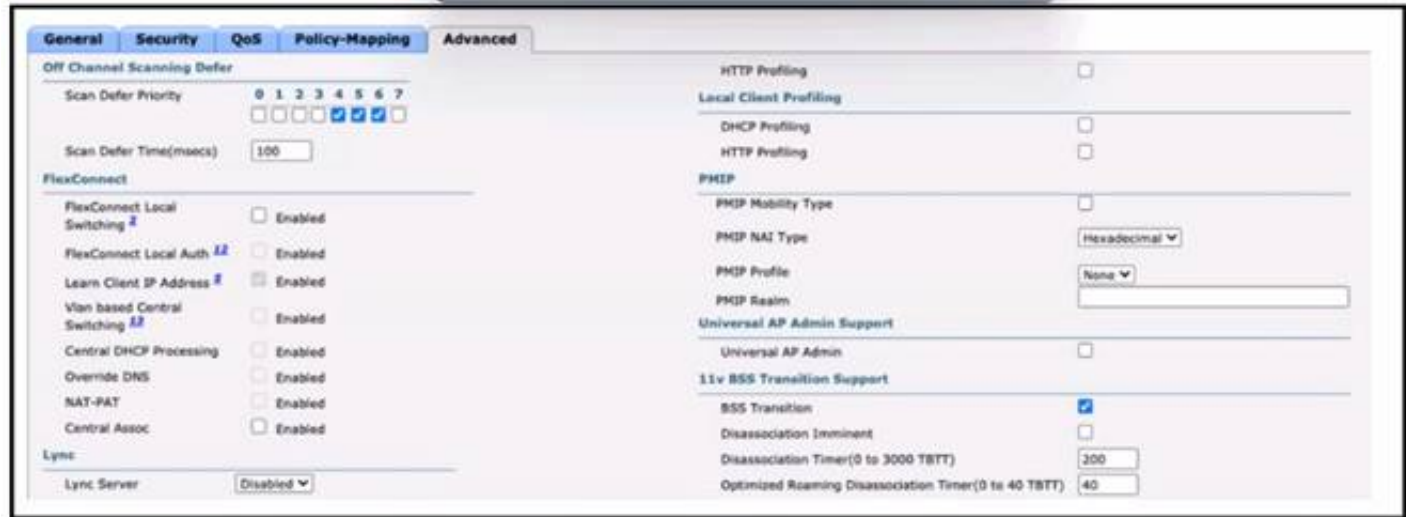 General Security QoS Policy-Mapping Advanced
Off Channel Scanning Defer
Scan Defer Priority 0 1 2 3 4 5 6 7
Scan Defer Time(msecs) 100
FlexConnect
FlexConnect Local
Switching 2 Enabled
FlexConnect Local Auth 12 Enabled
Learn Client IP Address Enabled
Vlan based Central
Switching 13 Enabled
Central DHCP Processing Enabled
Override DNS Enabled
NAT-PAT Enabled
Central Assoc Enabled
Lync
Lync Server Disabled
HTTP Profiling
Local Client Profiling
DHCP Profiling
HTTP Profiling
PMIP
PMIP Mobility Type
PMIP NAI Type Hexadecimal
PMIP Profile None
PMIP Realm
Universal AP Admin Support
Universal AP Admin
11v BSS Transition Support
BSS Transition
Disassociation Imminent
Disassociation Timer(0 to 3000 TBTT) 200
Optimized Roaming Disassociation Timer(0 to 40 TBTT) 40